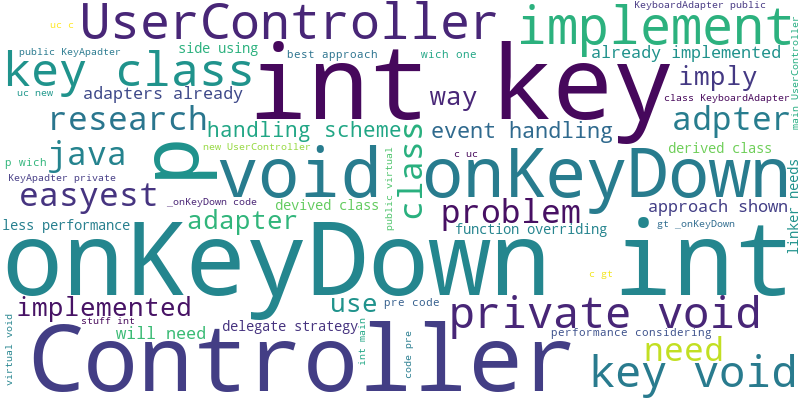 uc c
UserController
KeyboardAdapter public
implement
public KeyApadter
side using
best approach
wich one
already implemented
key class
int key
imply
uc new
adapters already
way
class KeyboardAdapter
main UserController
research
handling scheme
event handling
adpter
java
p
new UserController
c uc
derived class
p wich
void
class
onKeyDown
KeyApadter private
easyest
_onKeyDown code
devived class
public virtual
problem
approach shown
linker needs
less performance
adapter
function overriding
gt _onKeyDown
onKeyDown int
c gt
implemented
use
pre code
private void
stuff int
will need
delegate strategy
int main
performance considering
need
virtual void
Controller
code pre
key void